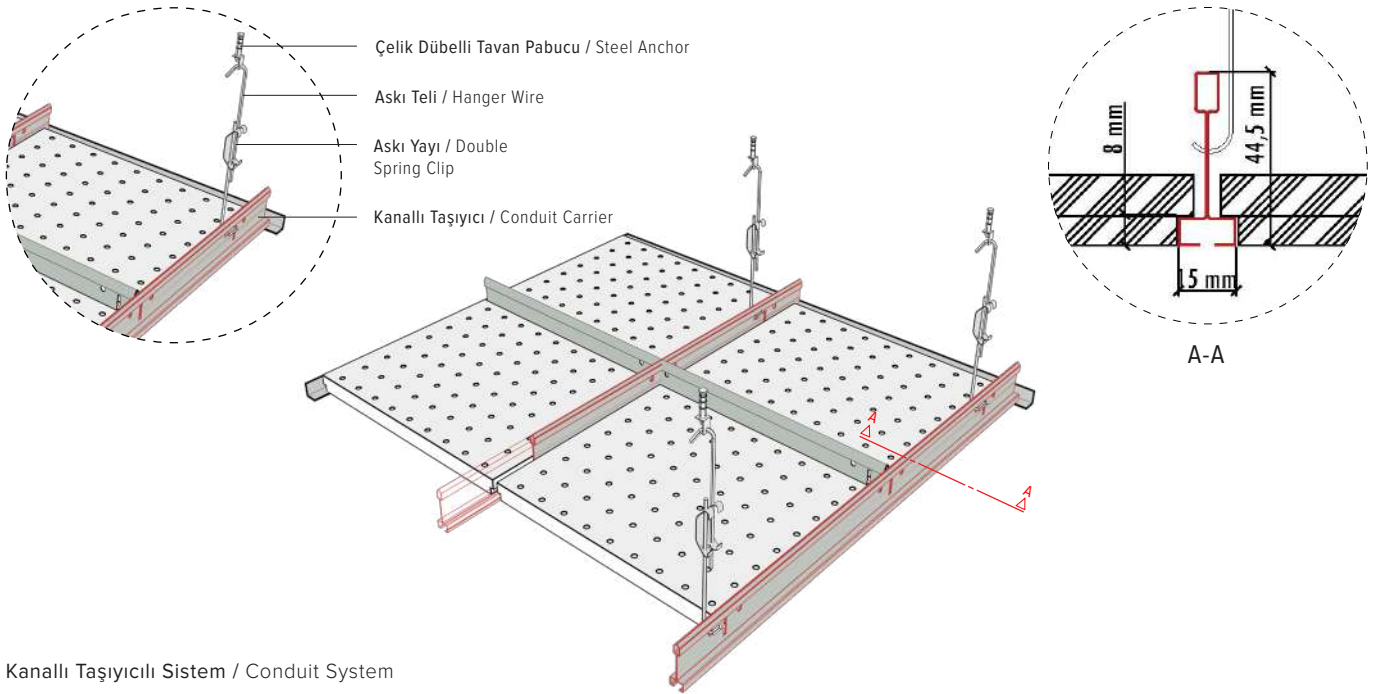 Çelik Dübelli Tavan Pabucu / Steel Anchor
Askı Teli / Hanger Wire
Askı Yayı / Double
Spring Clip
Kanallı Taşıyıcı / Conduit Carrier
8 mm
44,5 mm
15 mm
A-A
A
A
Kanallı Taşıyıcılı Sistem / Conduit System